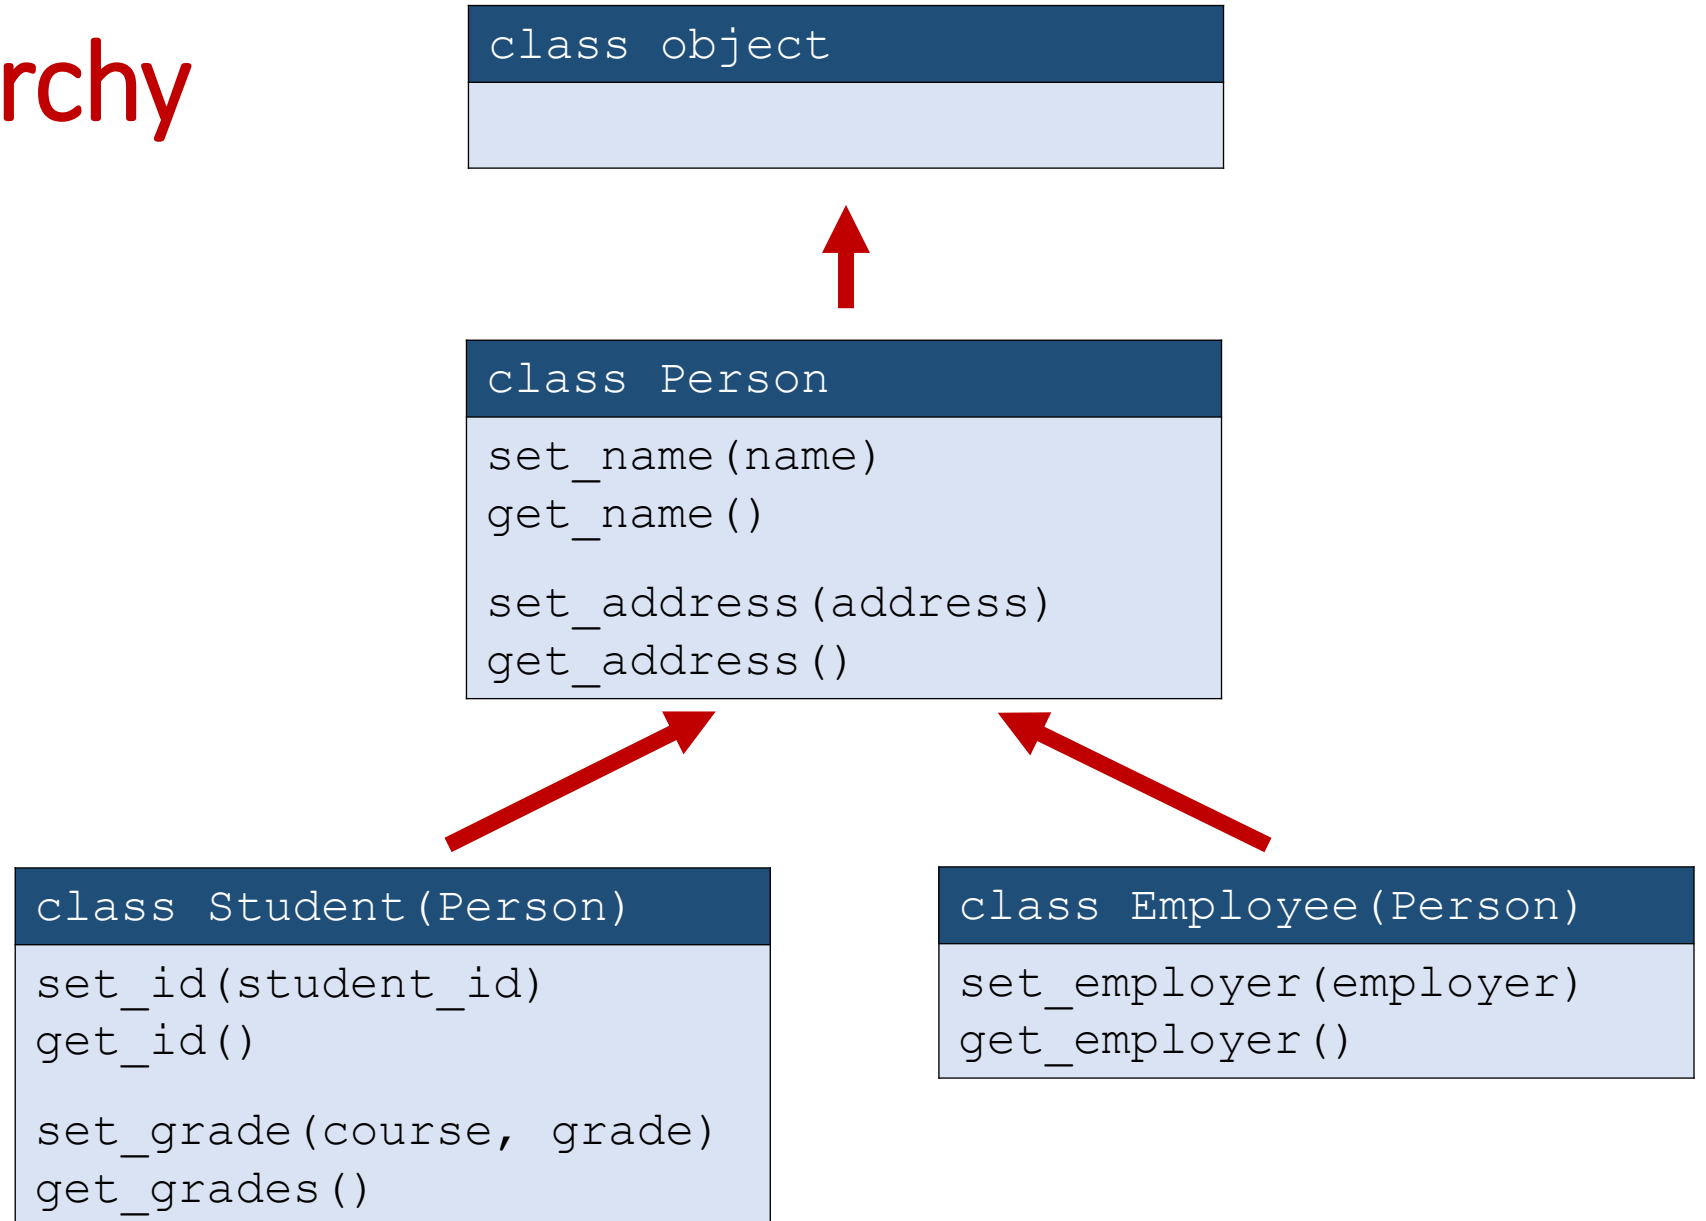 rchy
class object
class Person
set_name(name)
get_name()
set_address(address)
get_address()
class Student(Person)
set_id(student_id)
get_id()
set_grade(course, grade)
get_grades()
class Employee(Person)
set_employer(employer)
get_employer()